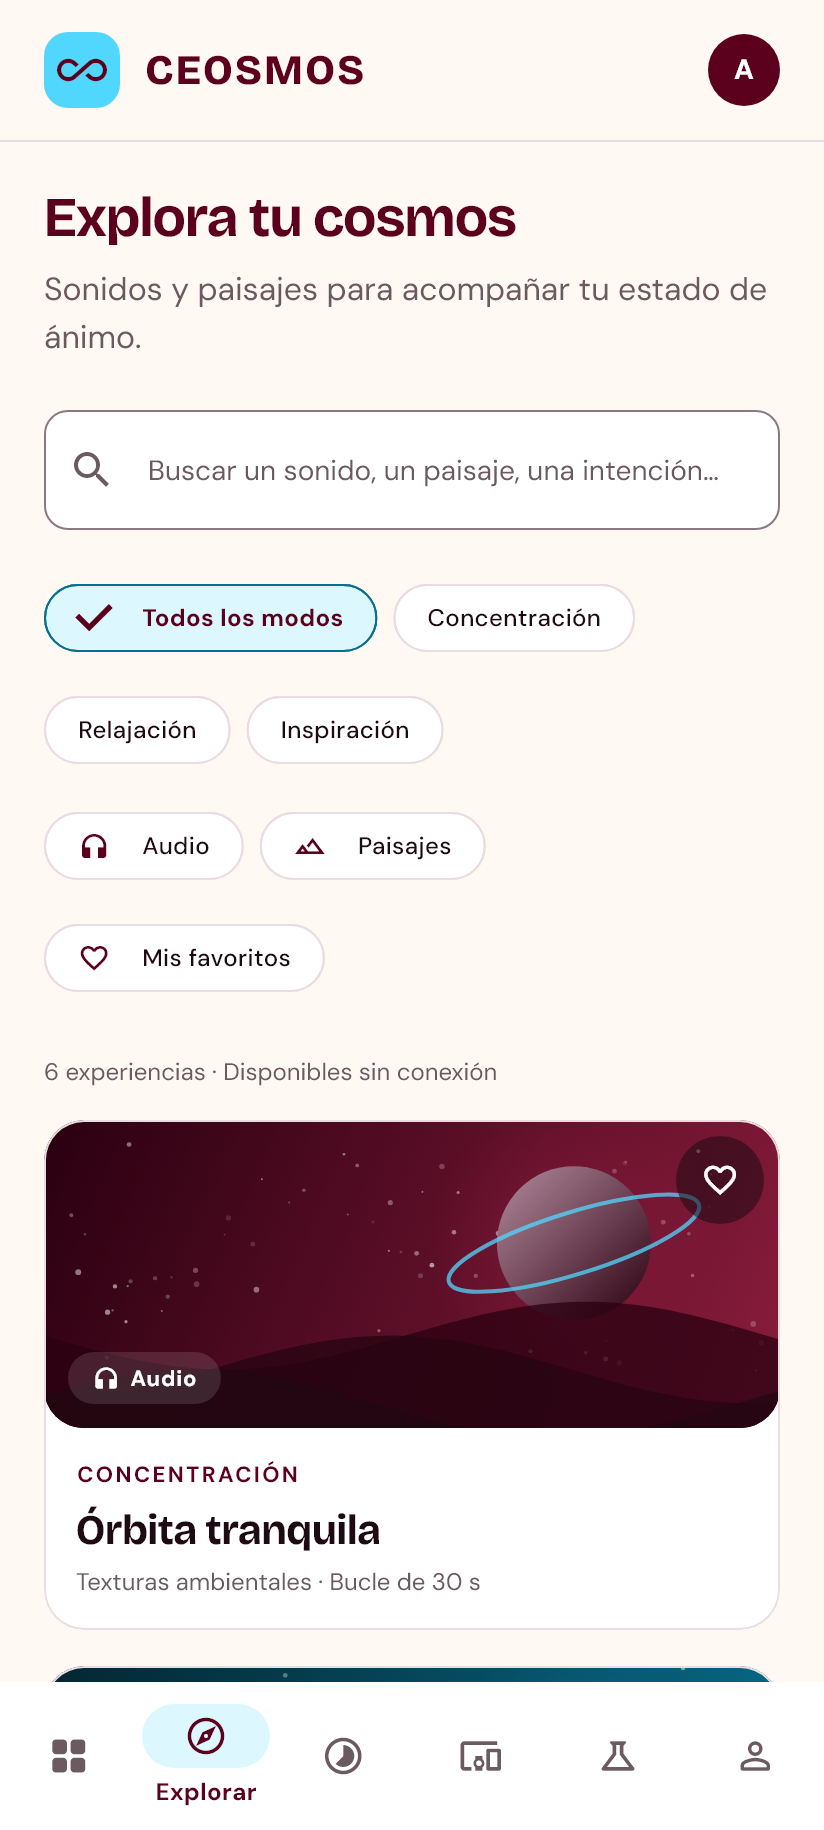 CEOSMOS
A
Explora tu cosmos
Sonidos y paisajes para acompañar tu estado de
ánimo.
Buscar un sonido, un paisaje, una intención...
Todos los modos
Concentración
Relajación
Inspiración
Audio
Paisajes
Mis favoritos
6 experiencias · Disponibles sin conexión
Audio
CONCENTRACIÓN
Órbita tranquila
Texturas ambientales · Bucle de 30 s
Explorar